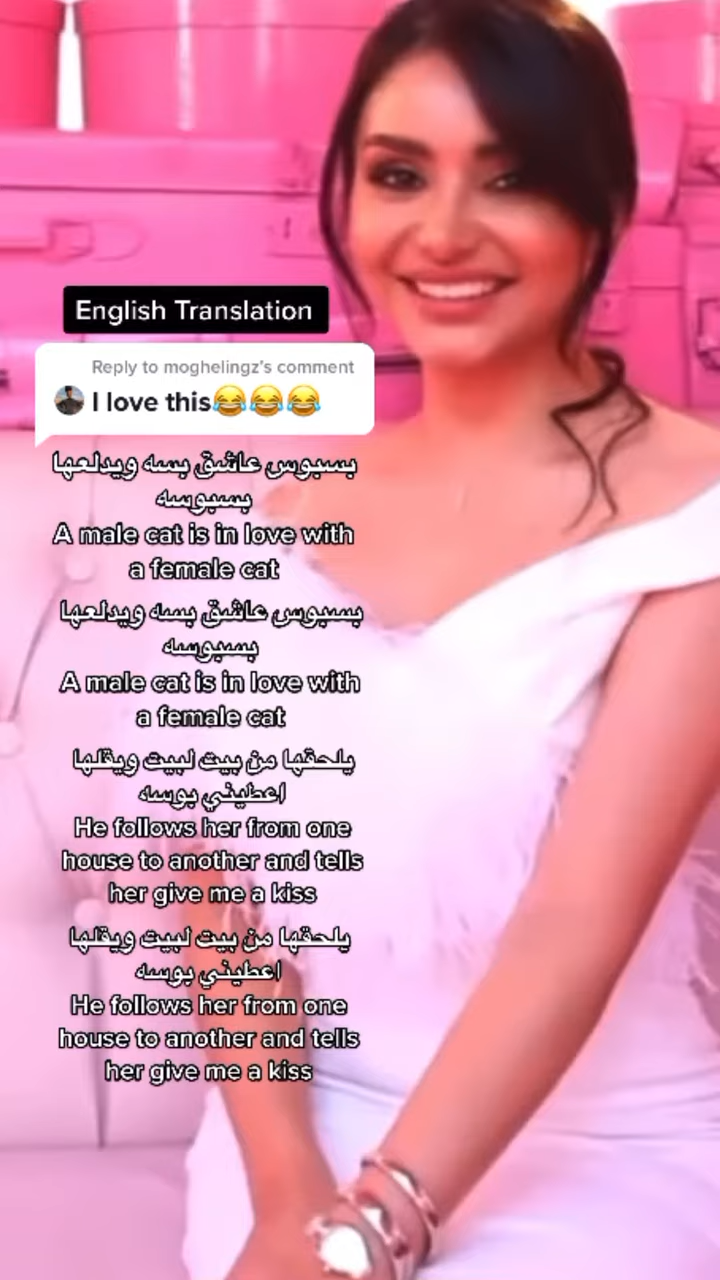 English Translation
Reply to moghelingz's comment
I love this😂😂😂
بسبوس عاشق بسه ويدلعها
بسبوسه
A male cat is in love with
a female cat
بسبوس عاشق بسه ويدلعها
بسبوسه
A male cat is in love with
a female cat
يلحقها من بيت لبيت ويقلها
اعطيني بوسه
He follows her from one
house to another and tells
her give me a kiss
يلحقها من بيت لبيت ويقلها
اعطيني بوسه
He follows her from one
house to another and tells
her give me a kiss